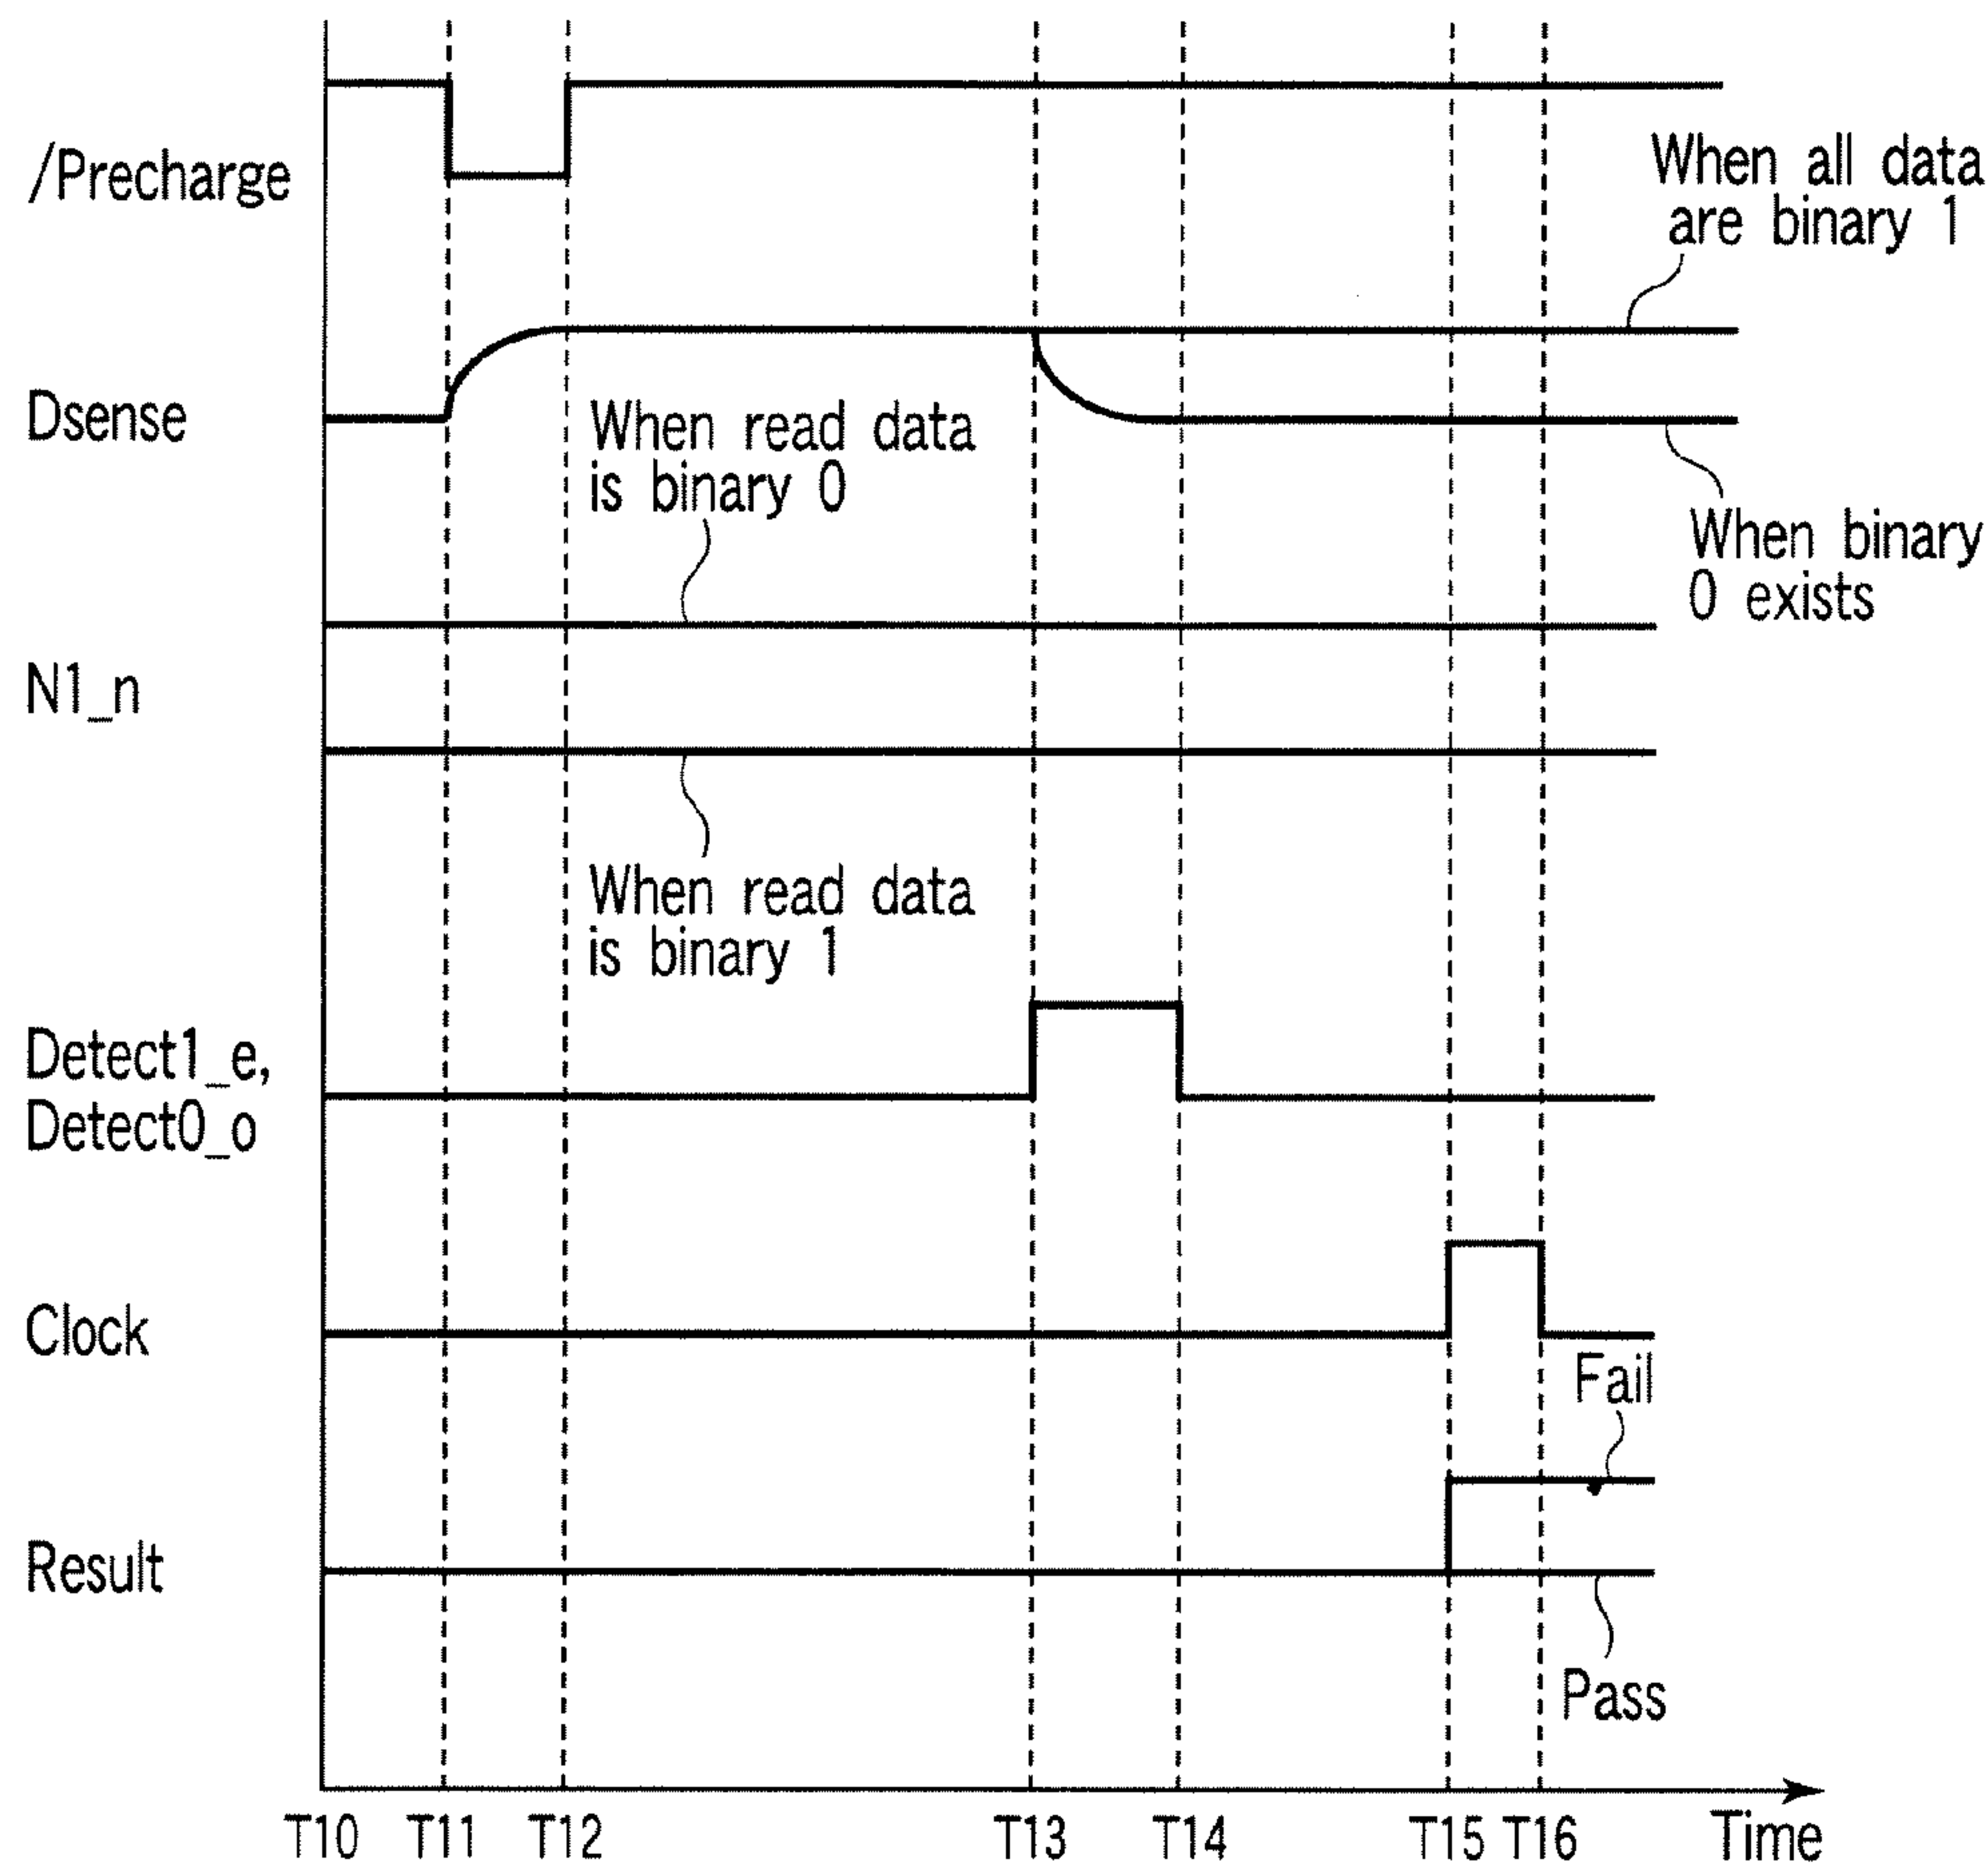 /Precharge
When all data
are binary 1
Dsense
When read data
is binary 0
When binary
0 exists
N1_n
When read data
is binary 1
Detect1_e,
Detect0_o
Clock
Fail
Result
Pass
T10 T11 T12 T13 T14 T15 T16 Time